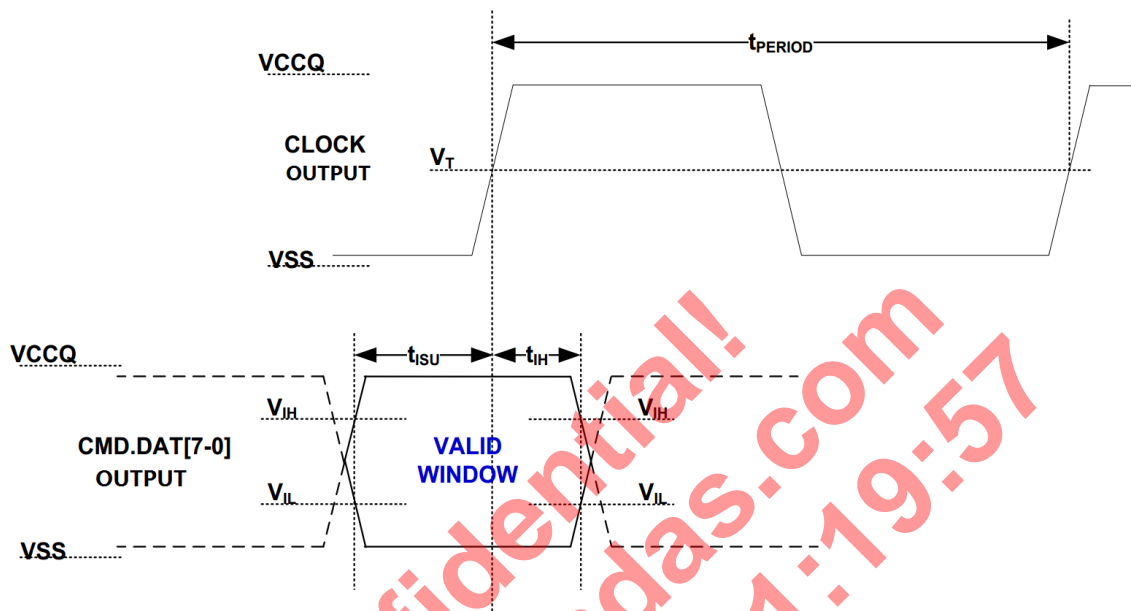 tPERIOD
VCCQ
CLOCK
OUTPUT
VT
VSS
VCCQ
tISU
tIH
VIH
VIH
CMD.DAT[7-0]
OUTPUT
VALID
WINDOW
VIL
VIL
VSS
fidential!
ndas.com
1:19:57